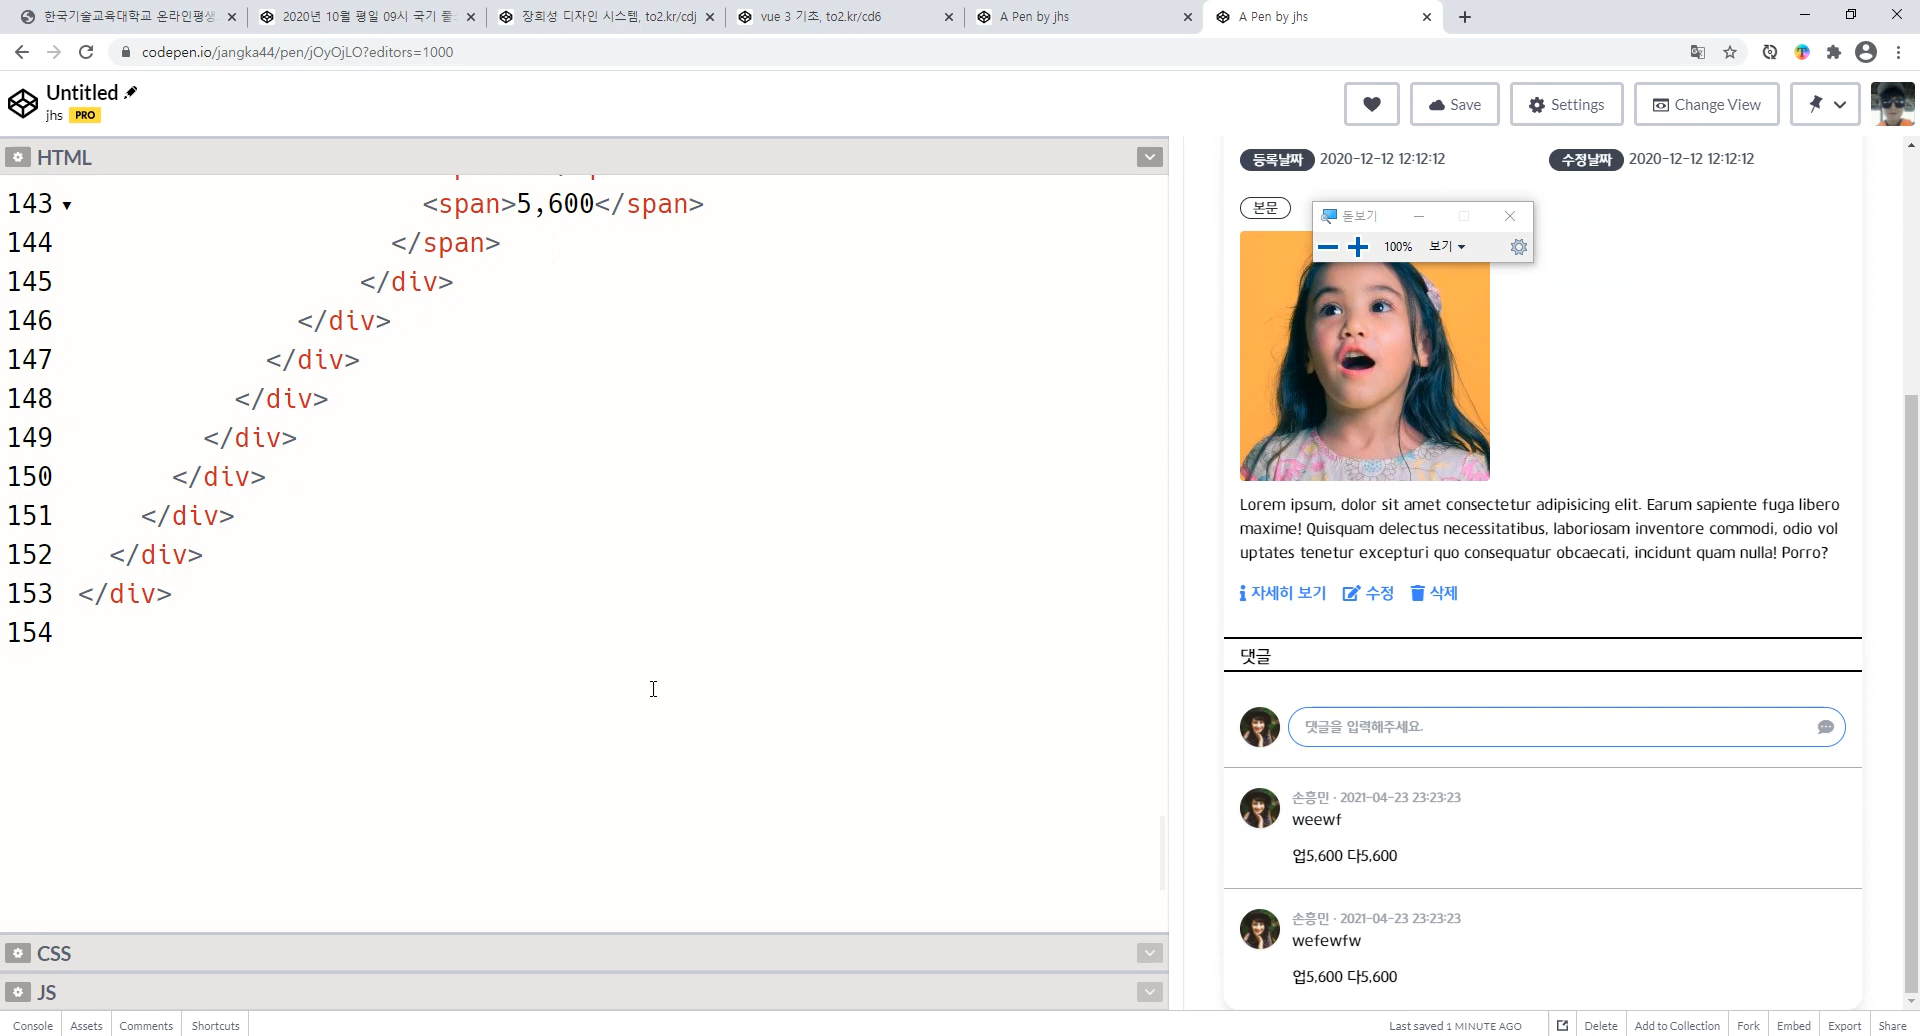 한국기술교육대학교 온라인평생
2020년 10월 평일 09시 국기 훈
장희성 디자인 시스템, to2.kr/cdj
vue 3 기초, to2.kr/cd6
A Pen by jhs
A Pen by jhs
codepen.io/jangka44/pen/jOyOjLO?editors=1000
Untitled
jhs PRO
Save
Settings
Change View
HTML
143 <span>5,600</span>
144 </span>
145 </div>
146 </div>
147 </div>
148 </div>
149 </div>
150 </div>
151 </div>
152 </div>
153 </div>
154
CSS
JS
등록날짜 2020-12-12 12:12:12 수정날짜 2020-12-12 12:12:12
본문
돋보기
100% 보기
Lorem ipsum, dolor sit amet consectetur adipisicing elit. Earum sapiente fuga libero
maxime! Quisquam delectus necessitatibus, laboriosam inventore commodi, odio vol
uptates tenetur excepturi quo consequatur obcaecati, incidunt quam nulla! Porro?
자세히 보기 수정 삭제
댓글
댓글을 입력해주세요.
손흥민 · 2021-04-23 23:23:23
weewf
업5,600 다5,600
손흥민 · 2021-04-23 23:23:23
wefewfw
업5,600 다5,600
Console Assets Comments Shortcuts
Last saved 1 MINUTE AGO Delete Add to Collection Fork Embed Export Share